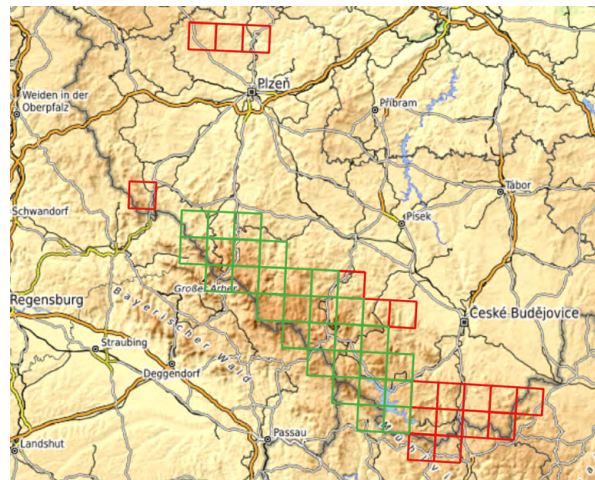 Plzeň
Weiden in der
Oberpfalz
Příbram
Tábor
Schwandorf
Písek
Großer Arber
Regensburg
Bayerischer Wald
České Budějovice
Straubing
Deggendorf
Passau
Landshut